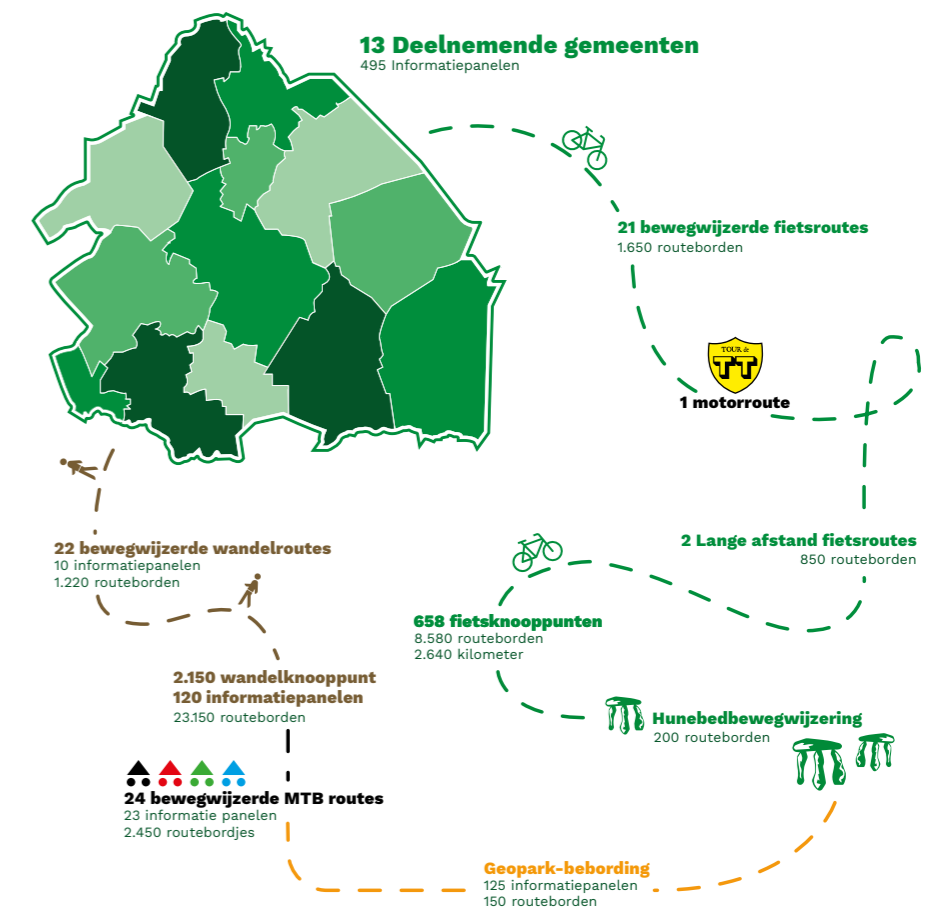 13 Deelnemende gemeenten
495 Informatiepanelen
21 bewegwijzerde fietsroutes
1.650 routeborden
TOUR de
TT
1 motorroute
2 Lange afstand fietsroutes
850 routeborden
22 bewegwijzerde wandelroutes
10 informatiepanelen
1.220 routeborden
658 fietsknooppunten
8.580 routeborden
2.640 kilometer
2.150 wandelknooppunt
120 informatiepanelen
23.150 routeborden
Hunebedbewegwijzering
200 routeborden
24 bewegwijzerde MTB routes
23 informatie panelen
2.450 routebordjes
Geopark-bebording
125 informatiepanelen
150 routeborden